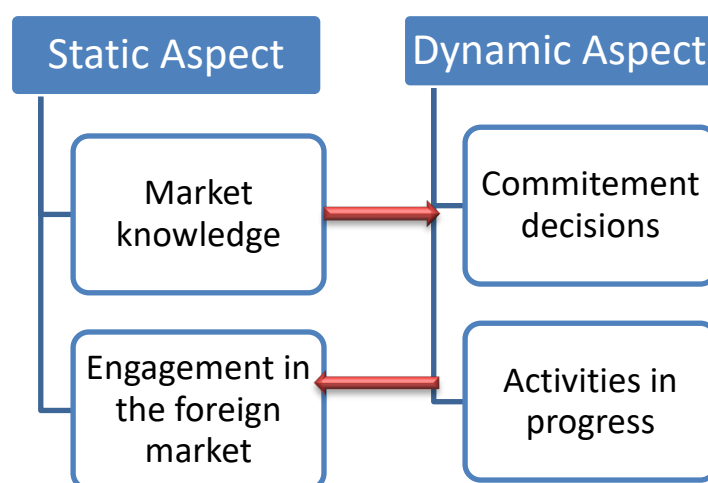 Static Aspect
Dynamic Aspect
Market
knowledge
Commitement
decisions
Engagement in
the foreign
market
Activities in
progress